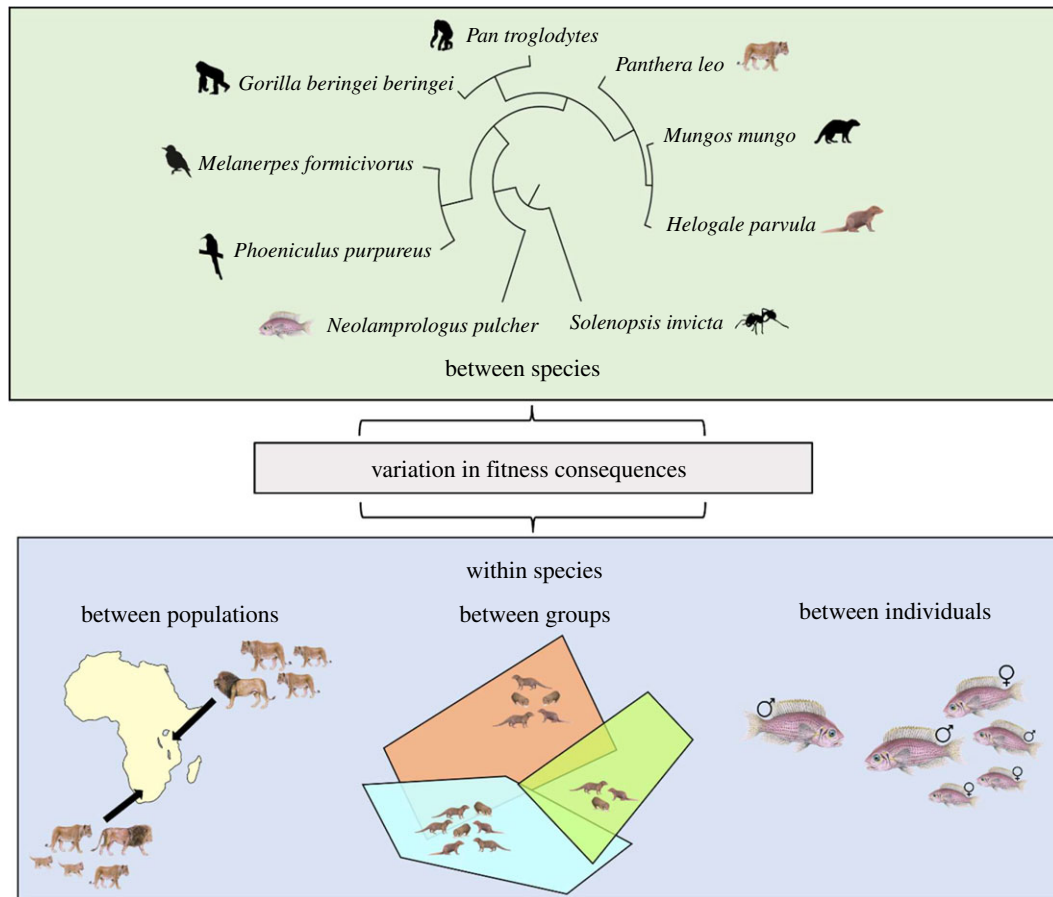 Pan troglodytes
Panthera leo
Gorilla beringei beringei
Mungos mungo
Melanerpes formicivorus
Helogale parvula
Phoeniculus purpureus
Neolamprologus pulcher
Solenopsis invicta
between species
variation in fitness consequences
within species
between populations
between groups
between individuals
♂
♂
♀
♂
♀
♀